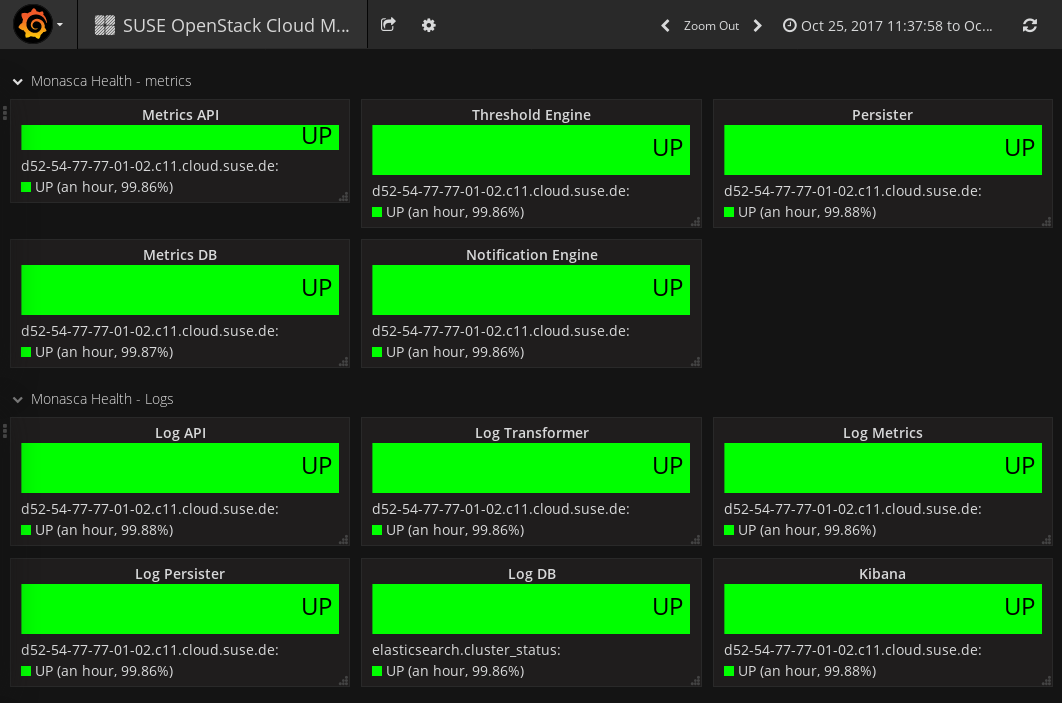 SUSE OpenStack Cloud M...
Zoom Out
Oct 25, 2017 11:37:58 to Oc...
Monasca Health - metrics
Metrics API
UP
d52-54-77-77-01-02.c11.cloud.suse.de:
UP (an hour, 99.86%)
Threshold Engine
UP
d52-54-77-77-01-02.c11.cloud.suse.de:
UP (an hour, 99.86%)
Persister
UP
d52-54-77-77-01-02.c11.cloud.suse.de:
UP (an hour, 99.88%)
Metrics DB
UP
d52-54-77-77-01-02.c11.cloud.suse.de:
UP (an hour, 99.87%)
Notification Engine
UP
d52-54-77-77-01-02.c11.cloud.suse.de:
UP (an hour, 99.86%)
Monasca Health - Logs
Log API
UP
d52-54-77-77-01-02.c11.cloud.suse.de:
UP (an hour, 99.88%)
Log Transformer
UP
d52-54-77-77-01-02.c11.cloud.suse.de:
UP (an hour, 99.86%)
Log Metrics
UP
d52-54-77-77-01-02.c11.cloud.suse.de:
UP (an hour, 99.86%)
Log Persister
UP
d52-54-77-77-01-02.c11.cloud.suse.de:
UP (an hour, 99.86%)
Log DB
UP
elasticsearch.cluster_status:
UP (an hour, 99.86%)
Kibana
UP
d52-54-77-77-01-02.c11.cloud.suse.de:
UP (an hour, 99.88%)